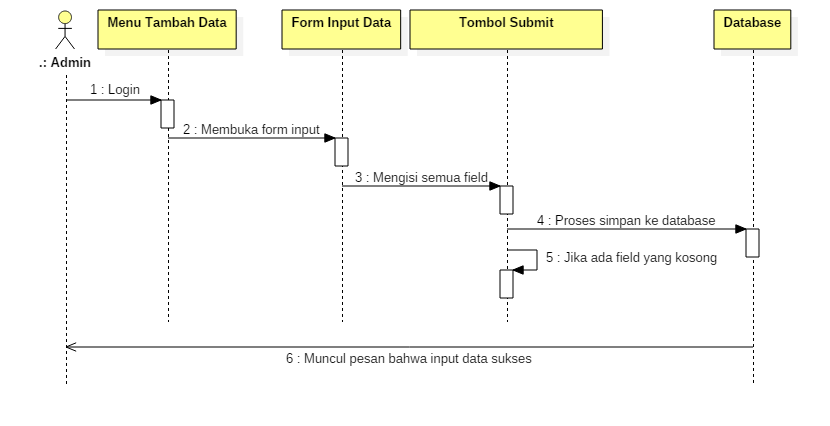 Menu Tambah Data
Form Input Data
Tombol Submit
Database
.: Admin
1 : Login
2 : Membuka form input
3 : Mengisi semua field
4 : Proses simpan ke database
5 : Jika ada field yang kosong
6 : Muncul pesan bahwa input data sukses